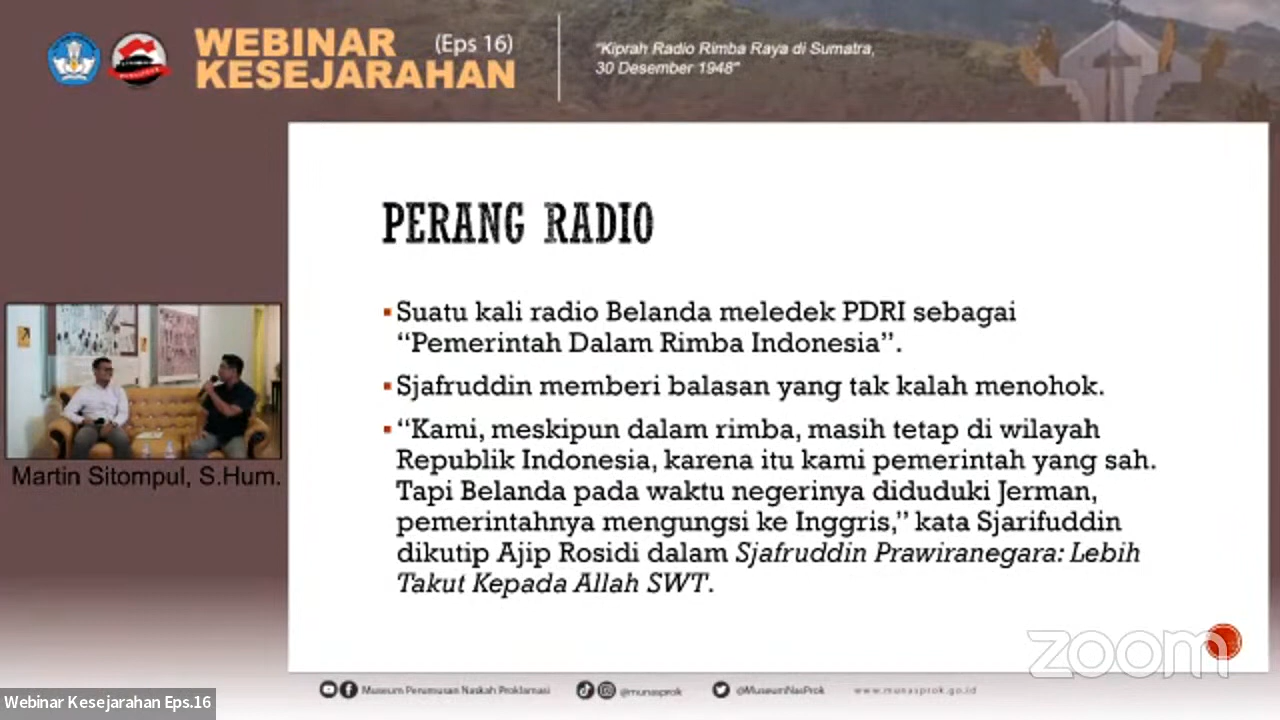 WEBINAR (Eps 16)
KESEJARAHAN
"Kiprah Radio Rimba Raya di Sumatra,
30 Desember 1948"
PERANG RADIO
Suatu kali radio Belanda meledek PDRI sebagai
“Pemerintah Dalam Rimba Indonesia”.
Sjafruddin memberi balasan yang tak kalah menohok.
“Kami, meskipun dalam rimba, masih tetap di wilayah
Republik Indonesia, karena itu kami pemerintah yang sah.
Tapi Belanda pada waktu negerinya diduduki Jerman,
pemerintahnya mengungsi ke Inggris,” kata Sjarifuddin
dikutip Ajip Rosidi dalam Sjafruddin Prawiranegara: Lebih
Takut Kepada Allah SWT.
Martin Sitompul, S.Hum.
zoom
Museum Perumusan Naskah Proklamasi
@munasprok
@MuseumNasProk
www.munasprok.go.id
Webinar Kesejarahan Eps.16